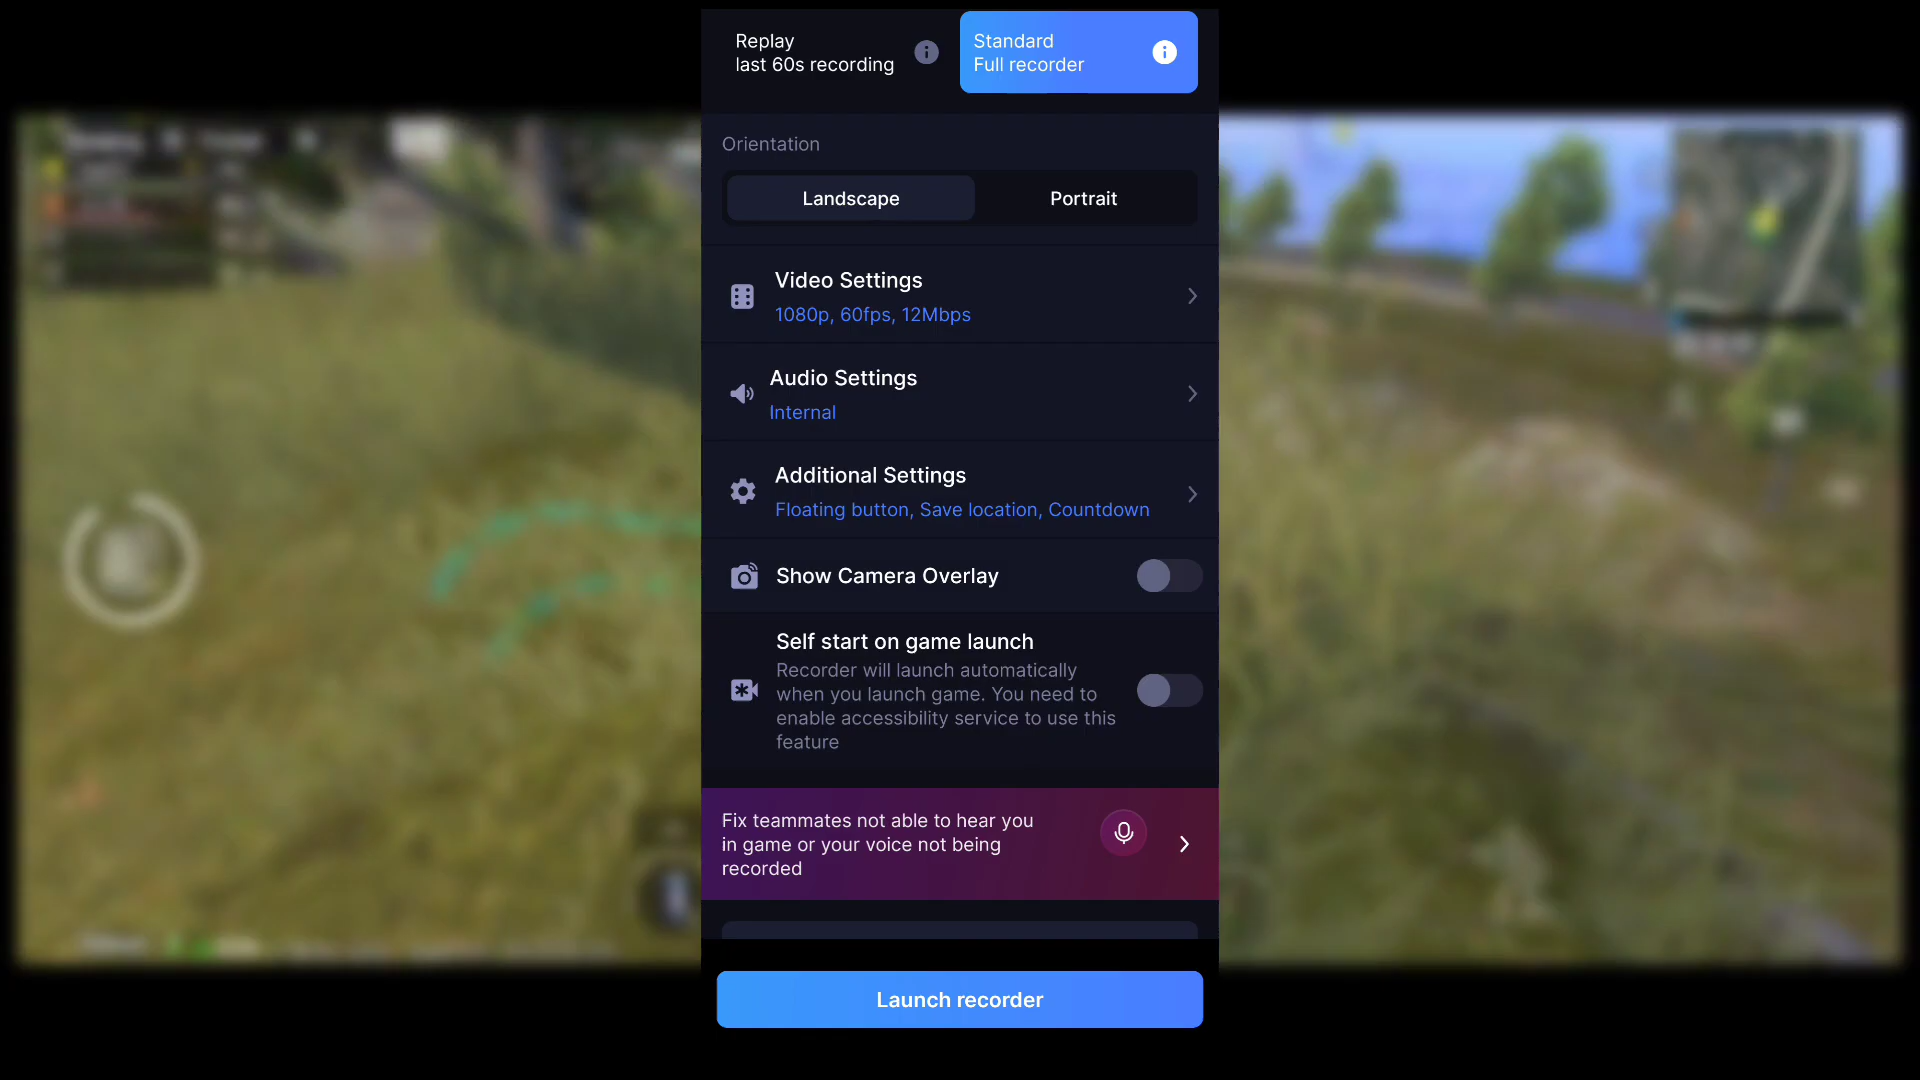 Replay
last 60s recording
Standard
Full recorder
Orientation
Landscape
Portrait
Video Settings
1080p, 60fps, 12Mbps
Audio Settings
Internal
Additional Settings
Floating button, Save location, Countdown
Show Camera Overlay
Self start on game launch
Recorder will launch automatically
when you launch game. You need to
enable accessibility service to use this
feature
Fix teammates not able to hear you
in game or your voice not being
recorded
Launch recorder